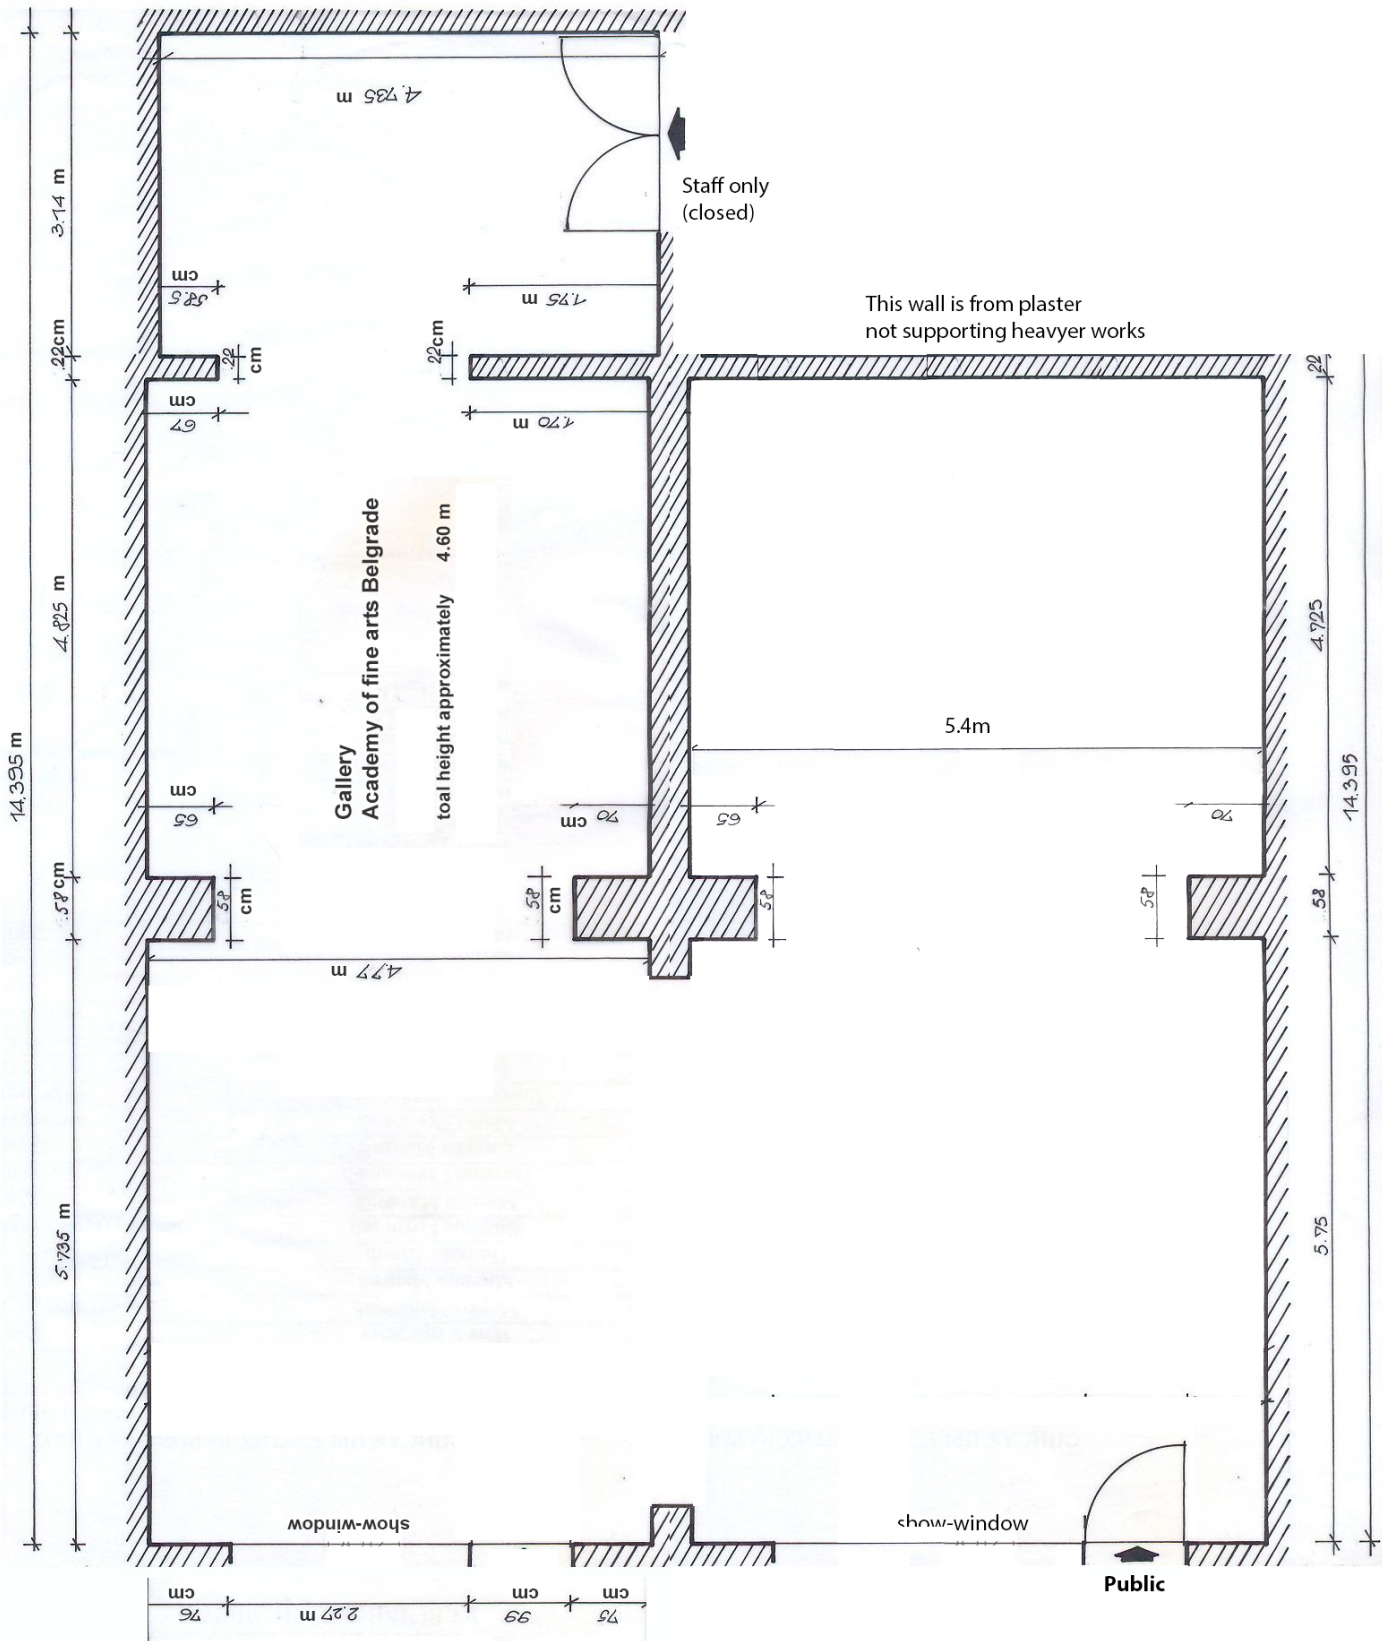 4.735 m
3.14 m
Staff only
(closed)
58.5 cm
1.75 m
This wall is from plaster
not supporting heavyer works
22cm
22 cm
22cm
22
67 cm
1.70 m
Gallery
Academy of fine arts Belgrade
toal height approximately 4.60 m
4.825 m
4.725
5.4m
14.395 m
14.395
65 cm
70 cm
65
70
58cm
58 cm
58 cm
58
58
58
4.77 m
5.735 m
5.75
show-window
show-window
Public
76 cm
2.27 m
99 cm
75 cm